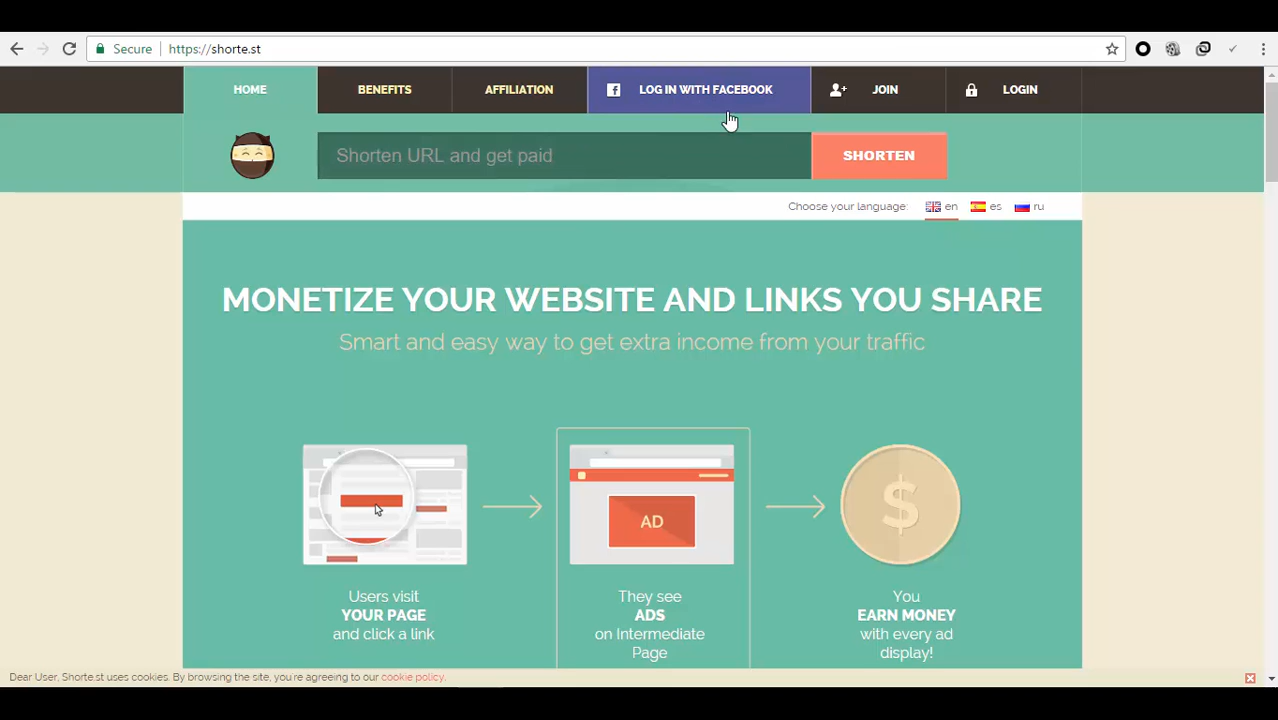 Secure https://shorte.st
HOME BENEFITS AFFILIATION LOG IN WITH FACEBOOK JOIN LOGIN
Shorten URL and get paid SHORTEN
Choose your language: en es ru
MONETIZE YOUR WEBSITE AND LINKS YOU SHARE
Smart and easy way to get extra income from your traffic
AD
$
Users visit
YOUR PAGE
and click a link
They see
ADS
on Intermediate
Page
You
EARN MONEY
with every ad
display!
Dear User, Shorte.st uses cookies. By browsing the site, you're agreeing to our cookie policy.